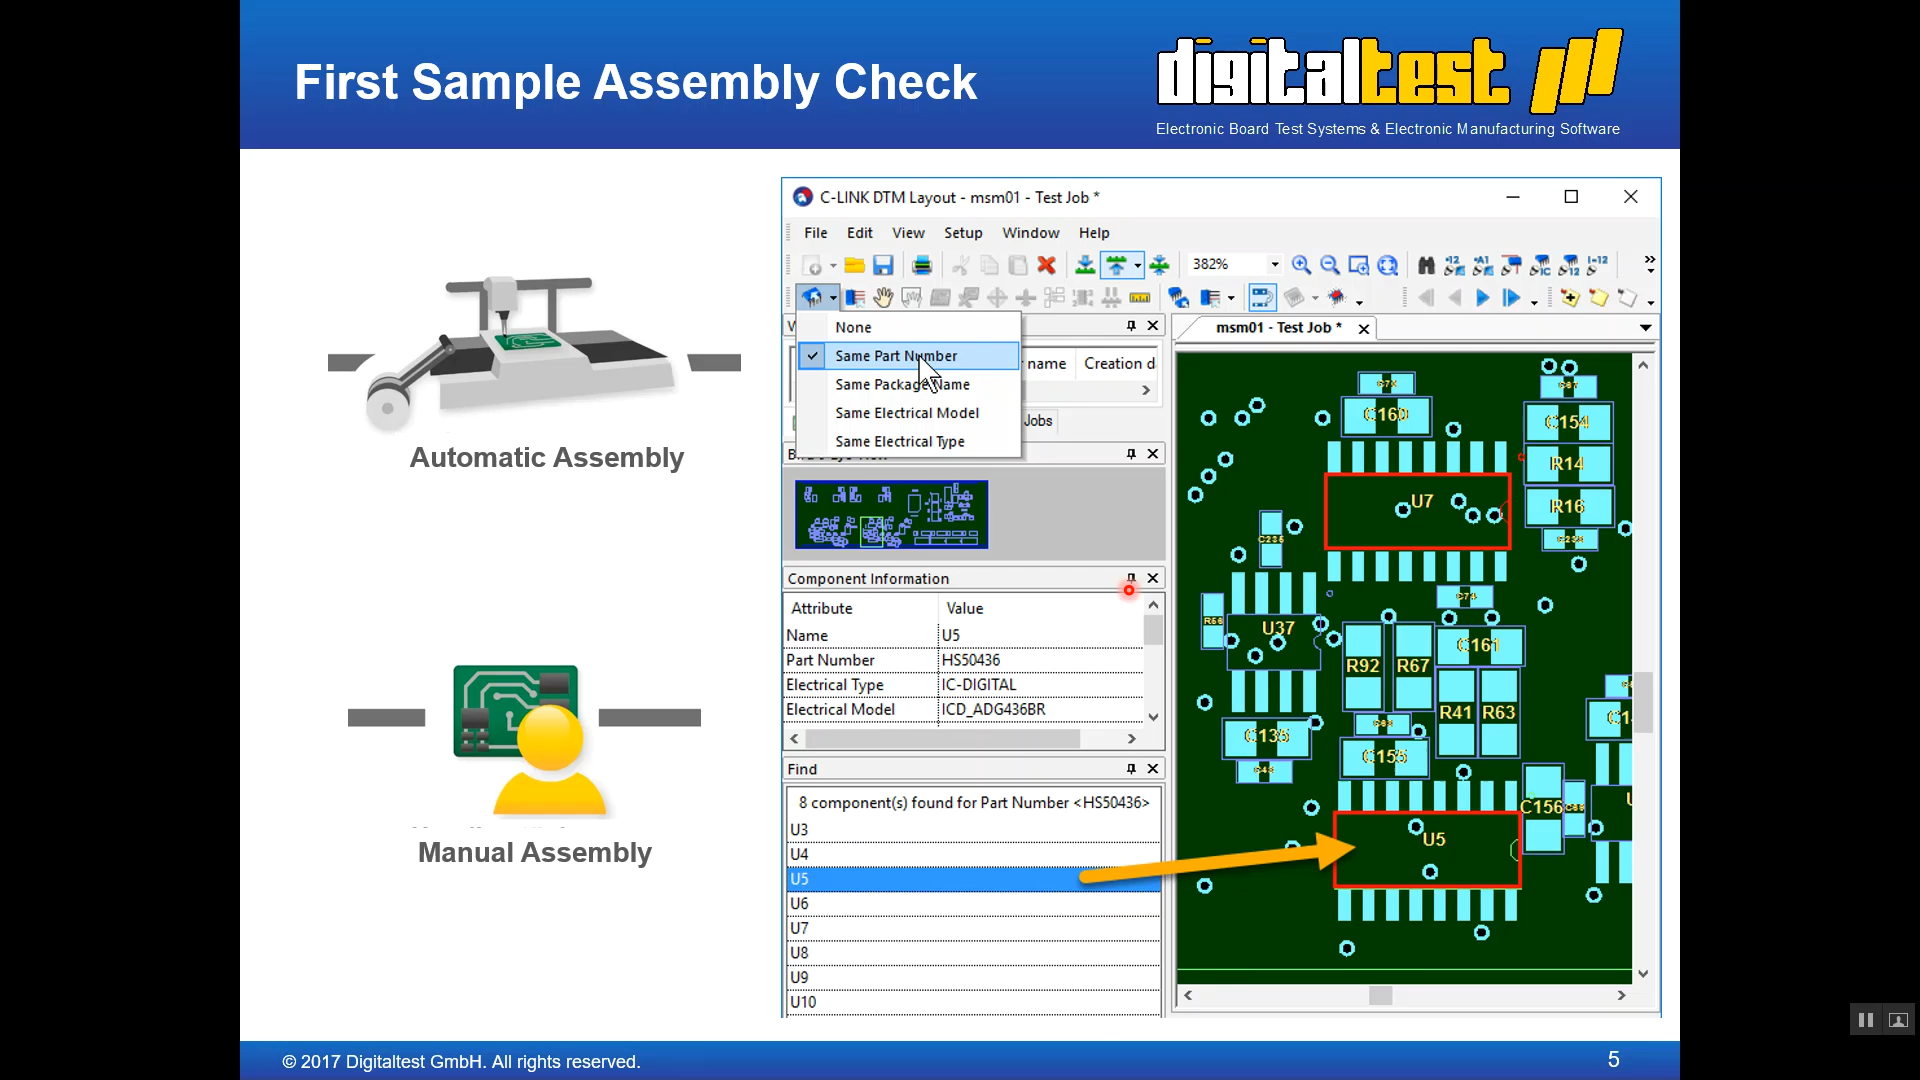 First Sample Assembly Check
digitaltest
Electronic Board Test Systems & Electronic Manufacturing Software
Automatic Assembly
Manual Assembly
C-LINK DTM Layout - msm01 - Test Job *
File Edit View Setup Window Help
382%
None
Same Part Number
Same Package Name
Same Electrical Model
Same Electrical Type
name Creation d
Jobs
msm01 - Test Job *
Component Information
Attribute Value
Name U5
Part Number HS50436
Electrical Type IC-DIGITAL
Electrical Model ICD_ADG436BR
Find
8 component(s) found for Part Number <HS50436>
U3
U4
U5
U6
U7
U8
U9
U10
C160
C154
R14
R16
U7
C235
R56
U37
C74
C161
R92
R67
R41
R63
C135
C155
C156
U5
© 2017 Digitaltest GmbH. All rights reserved.
5